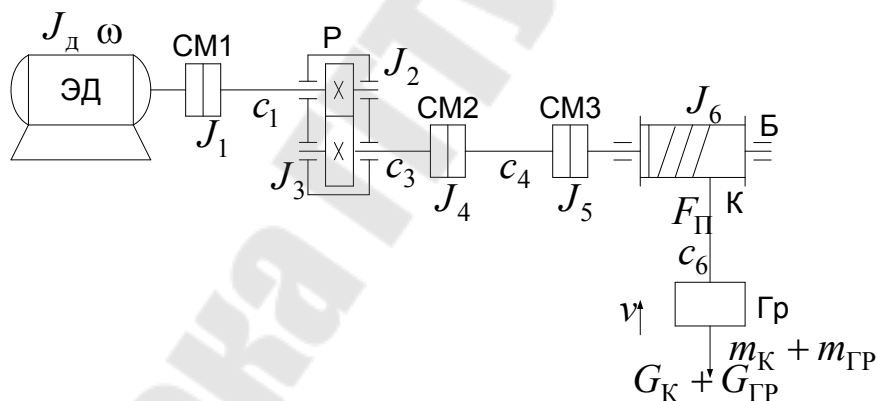 J_д ω
СМ1
Р
J_2
ЭД
c_1
J_1
СМ2
СМ3
J_6
Б
J_3
c_3
J_4
c_4
J_5
К
F_П
c_6
v
Гр
m_К + m_ГР
G_К + G_ГР